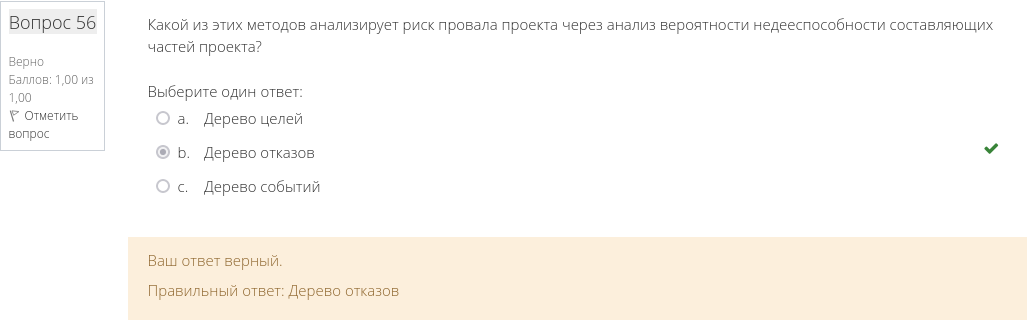 Вопрос 56
Верно
Баллов: 1,00 из
1,00
Отметить
вопрос
Какой из этих методов анализирует риск провала проекта через анализ вероятности недееспособности составляющих
частей проекта?
Выберите один ответ:
a. Дерево целей
b. Дерево отказов
c. Дерево событий
Ваш ответ верный.
Правильный ответ: Дерево отказов